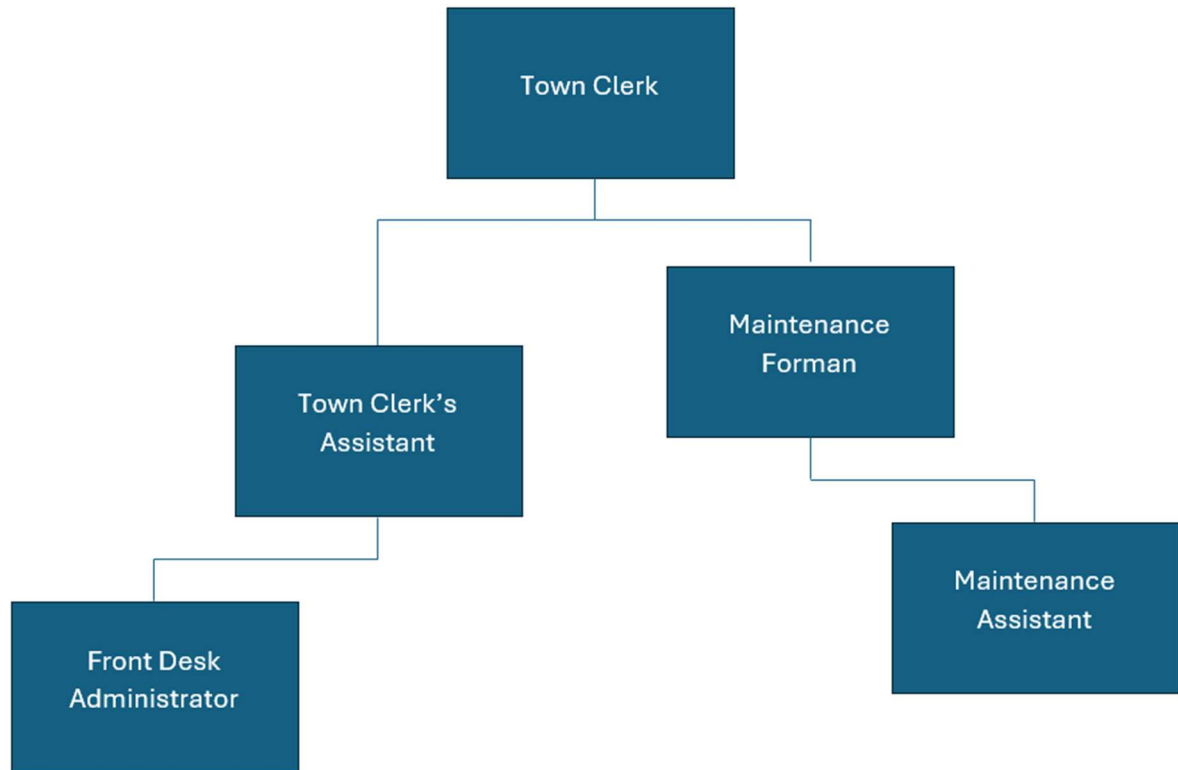 Town Clerk
Maintenance
Forman
Town Clerk’s
Assistant
Maintenance
Assistant
Front Desk
Administrator